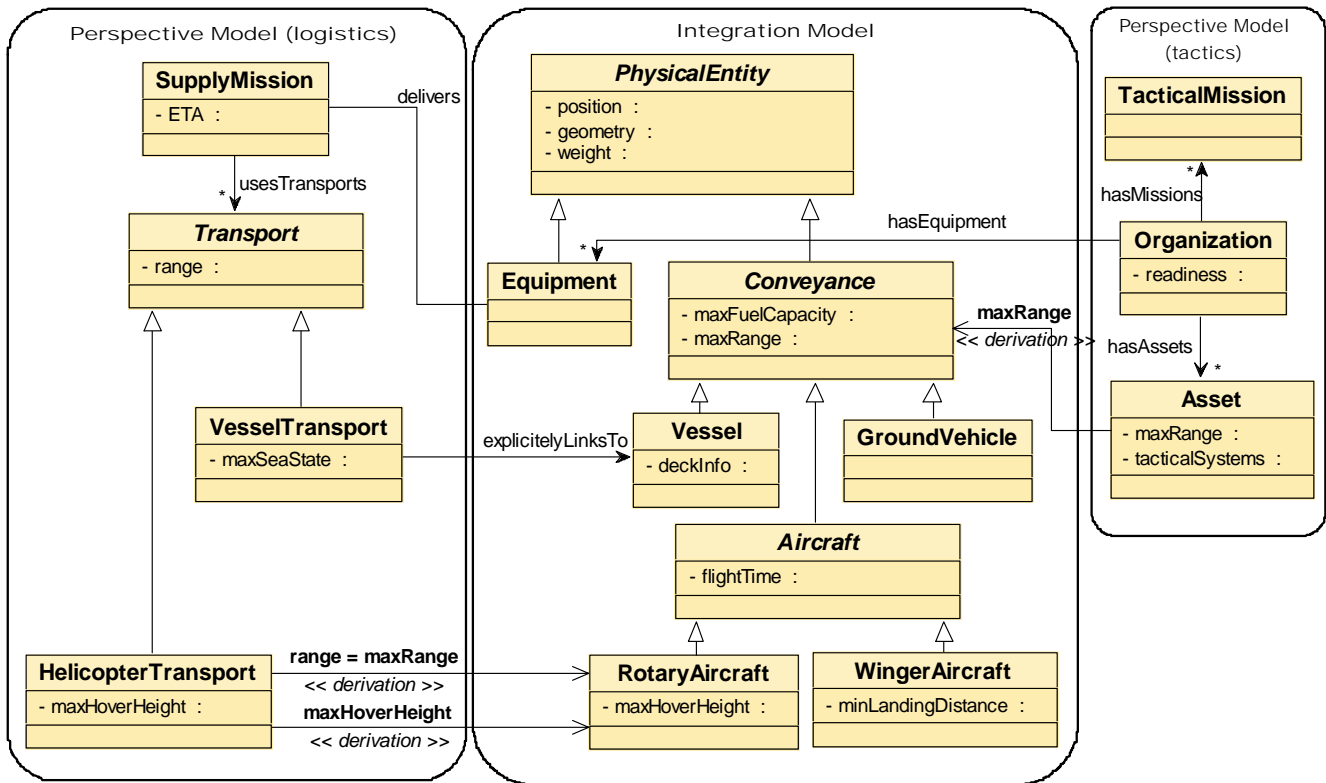 Perspective Model (logistics)
SupplyMission
- ETA :
delivers
usesTransports
*
Transport
- range :
VesselTransport
- maxSeaState :
explicitelyLinksTo
HelicopterTransport
- maxHoverHeight :
range = maxRange
<< derivation >>
maxHoverHeight
<< derivation >>
Integration Model
PhysicalEntity
- position :
- geometry :
- weight :
hasEquipment
*
Equipment
Conveyance
- maxFuelCapacity :
- maxRange :
maxRange
<< derivation >>
Vessel
- deckInfo :
GroundVehicle
Aircraft
- flightTime :
RotaryAircraft
- maxHoverHeight :
WingerAircraft
- minLandingDistance :
Perspective Model
(tactics)
TacticalMission
*
hasMissions
Organization
- readiness :
hasAssets
*
Asset
- maxRange :
- tacticalSystems :